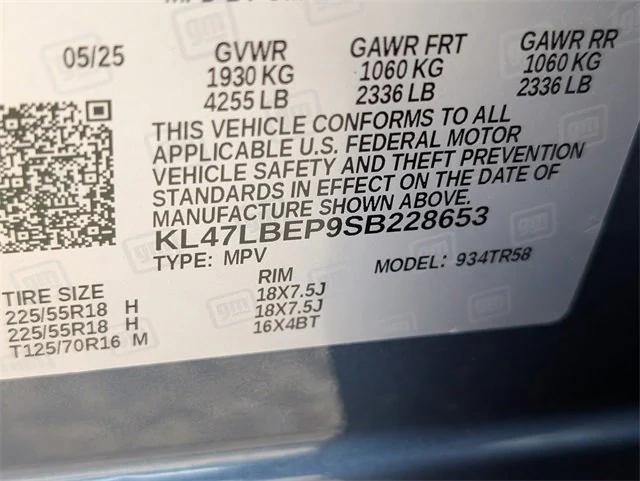 05/25
GVWR GAWR FRT GAWR RR
1930 KG 1060 KG 1060 KG
4255 LB 2336 LB 2336 LB
THIS VEHICLE CONFORMS TO ALL
APPLICABLE U.S. FEDERAL MOTOR
VEHICLE SAFETY AND THEFT PREVENTION
STANDARDS IN EFFECT ON THE DATE OF
MANUFACTURE SHOWN ABOVE.
KL47LBEP9SB228653
TYPE: MPV MODEL: 934TR58
TIRE SIZE RIM
225/55R18 H 18X7.5J
225/55R18 H 18X7.5J
T125/70R16 M 16X4BT